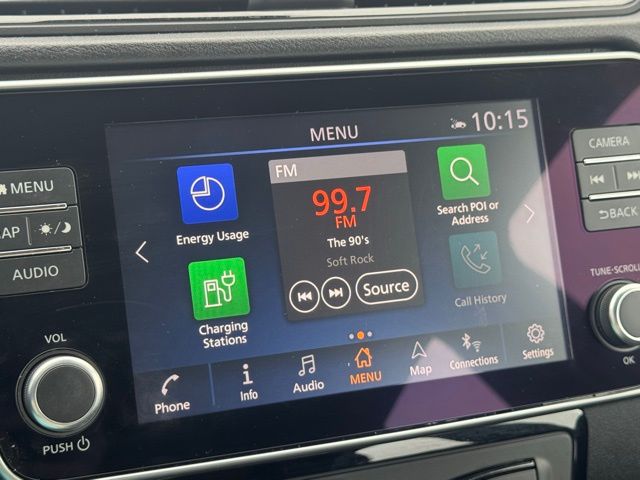 MENU
10:15
MENU
AP
AUDIO
VOL
PUSH
Energy Usage
Charging
Stations
FM
99.7
FM
The 90's
Soft Rock
Source
Search POI or
Address
Call History
Phone
Info
Audio
MENU
Map
Connections
Settings
CAMERA
BACK
TUNE·SCROLL
OK